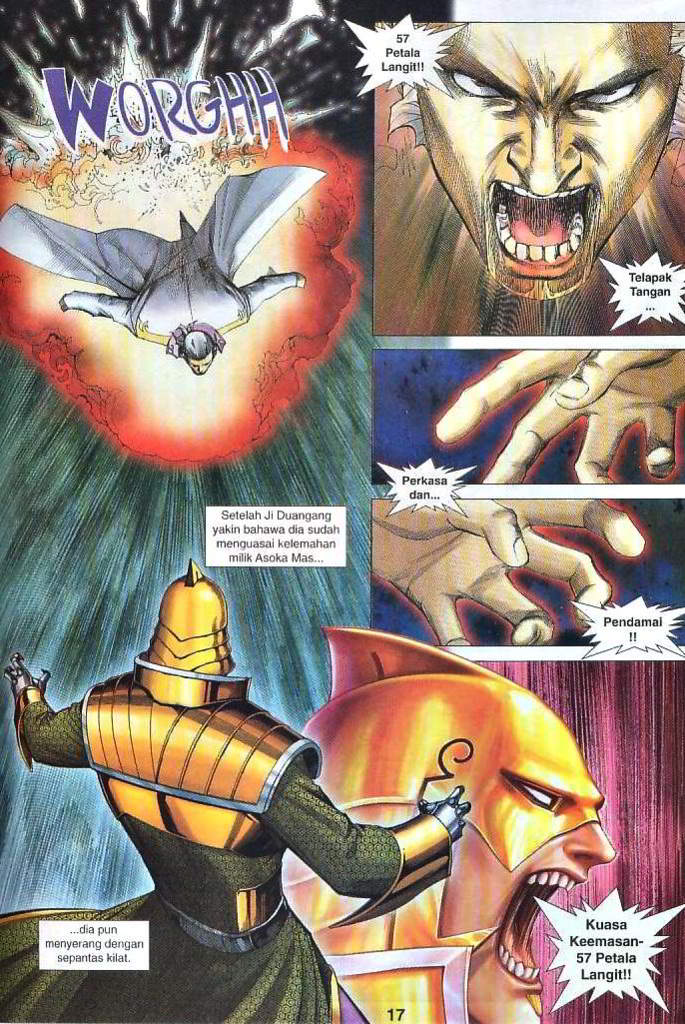 WORGHH
57
Petala
Langit!!
Telapak
Tangan
...
Perkasa
dan...
Pendamai
!!
Setelah Ji Duangang
yakin bahawa dia sudah
menguasai kelemahan
milik Asoka Mas...
...dia pun
menyerang dengan
sepantas kilat.
Kuasa
Keemasan-
57 Petala
Langit!!
17